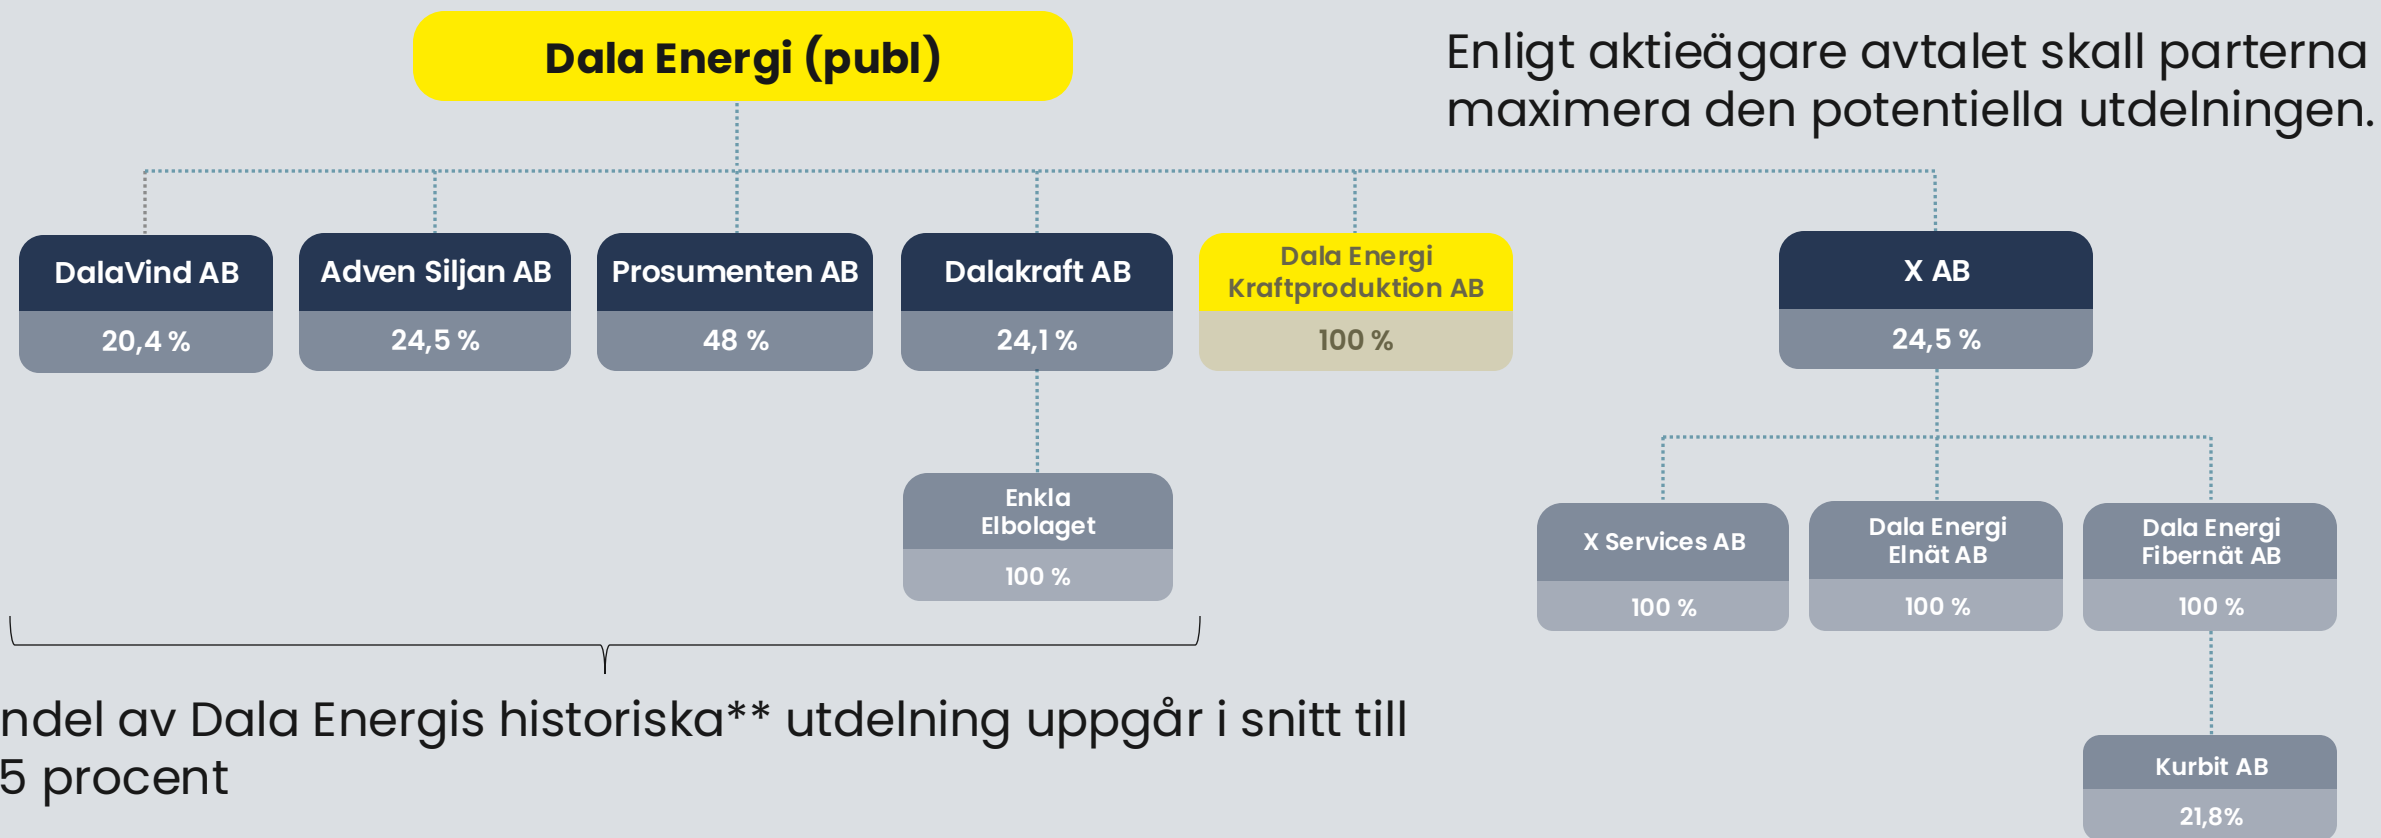 Dala Energi (publ)
Enligt aktieägare avtalet skall parterna
maximera den potentiella utdelningen.
DalaVind AB
20,4 %
Adven Siljan AB
24,5 %
Prosumenten AB
48 %
Dalakraft AB
24,1 %
Dala Energi
Kraftproduktion AB
100 %
X AB
24,5 %
Enkla
Elbolaget
100 %
X Services AB
100 %
Dala Energi
Elnät AB
100 %
Dala Energi
Fibernät AB
100 %
Kurbit AB
21,8%
ndel av Dala Energis historiska** utdelning uppgår i snitt till
5 procent